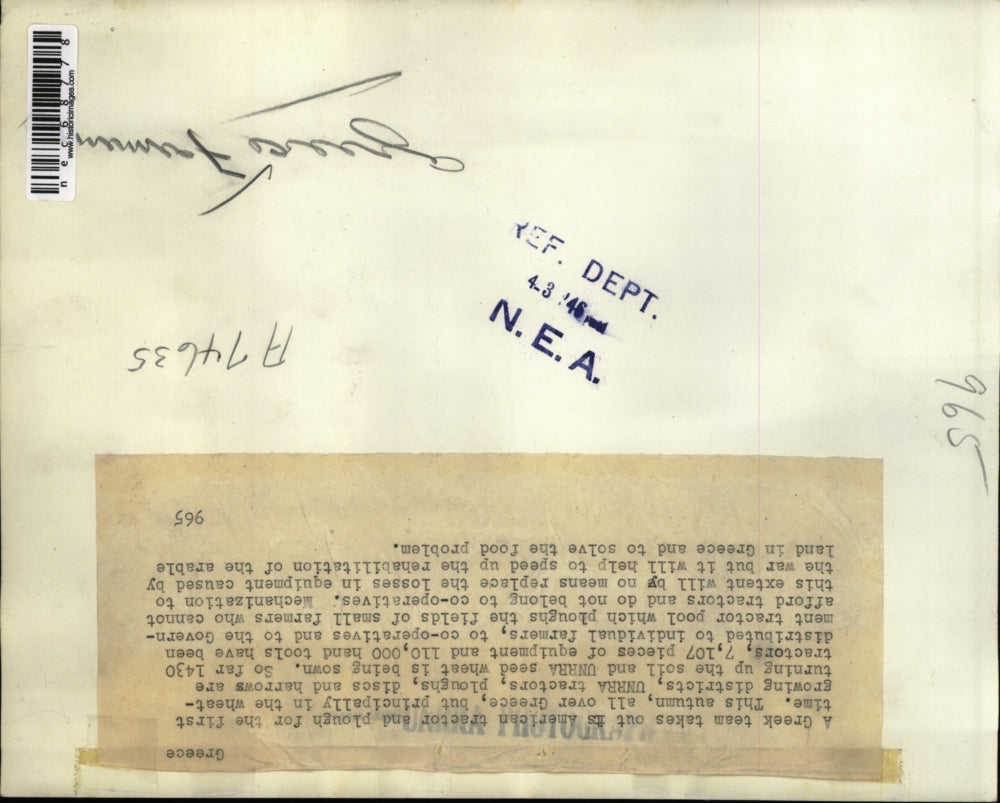 nec68778
www.historicimages.com
Greece Farmer
REF. DEPT.
4-3 '46
N. E. A.
A74635
965
Greece
UNRRA PHOTOGRAPH
A Greek team takes out American tractor and plough for the first
time. This autumn, all over Greece, but principally in the wheat-
growing districts, UNRRA tractors, ploughs, discs and harrows are
turning up the soil and UNRRA seed wheat is being sown. So far 1430
tractors, 7,107 pieces of equipment and 110,000 hand tools have been
distributed to individual farmers, to co-operatives and to the Govern-
ment tractor pool which ploughs the fields of small farmers who cannot
afford tractors and do not belong to co-operatives. Mechanization to
this extent will by no means replace the losses in equipment caused by
the war but it will help to speed up the rehabilitation of the arable
land in Greece and to solve the food problem.
965